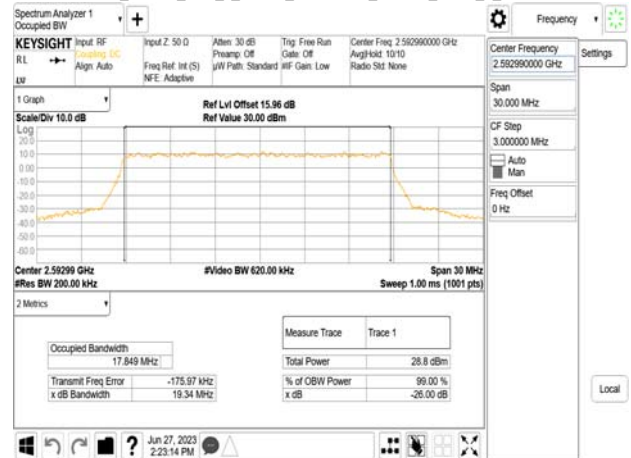 Spectrum Analyzer 1
Occupied BW
Frequency
KEYSIGHT
Input: RF
Coupling: DC
Align: Auto
Input Z: 50 Ω
Freq Ref: Int (S)
NFE: Adaptive
Atten: 30 dB
Preamp: Off
µW Path: Standard
Trig: Free Run
Gate: Off
#IF Gain: Low
Center Freq: 2.592990000 GHz
Avg|Hold: 10/10
Radio Std: None
RL
LU
Center Frequency
2.592990000 GHz
Settings
Span
30.000 MHz
CF Step
3.000000 MHz
Auto
Man
Freq Offset
0 Hz
Local
1 Graph
Scale/Div 10.0 dB
Ref Lvl Offset 15.96 dB
Ref Value 30.00 dBm
Log
20.0
10.0
0.00
-10.0
-20.0
-30.0
-40.0
-50.0
-60.0
Center 2.59299 GHz
#Video BW 620.00 kHz
Span 30 MHz
#Res BW 200.00 kHz
Sweep 1.00 ms (1001 pts)
2 Metrics
Measure Trace
Trace 1
Occupied Bandwidth
17.849 MHz
Total Power
28.8 dBm
Transmit Freq Error
-175.97 kHz
% of OBW Power
99.00 %
x dB Bandwidth
19.34 MHz
x dB
-26.00 dB
?
Jun 27, 2023
2:23:14 PM